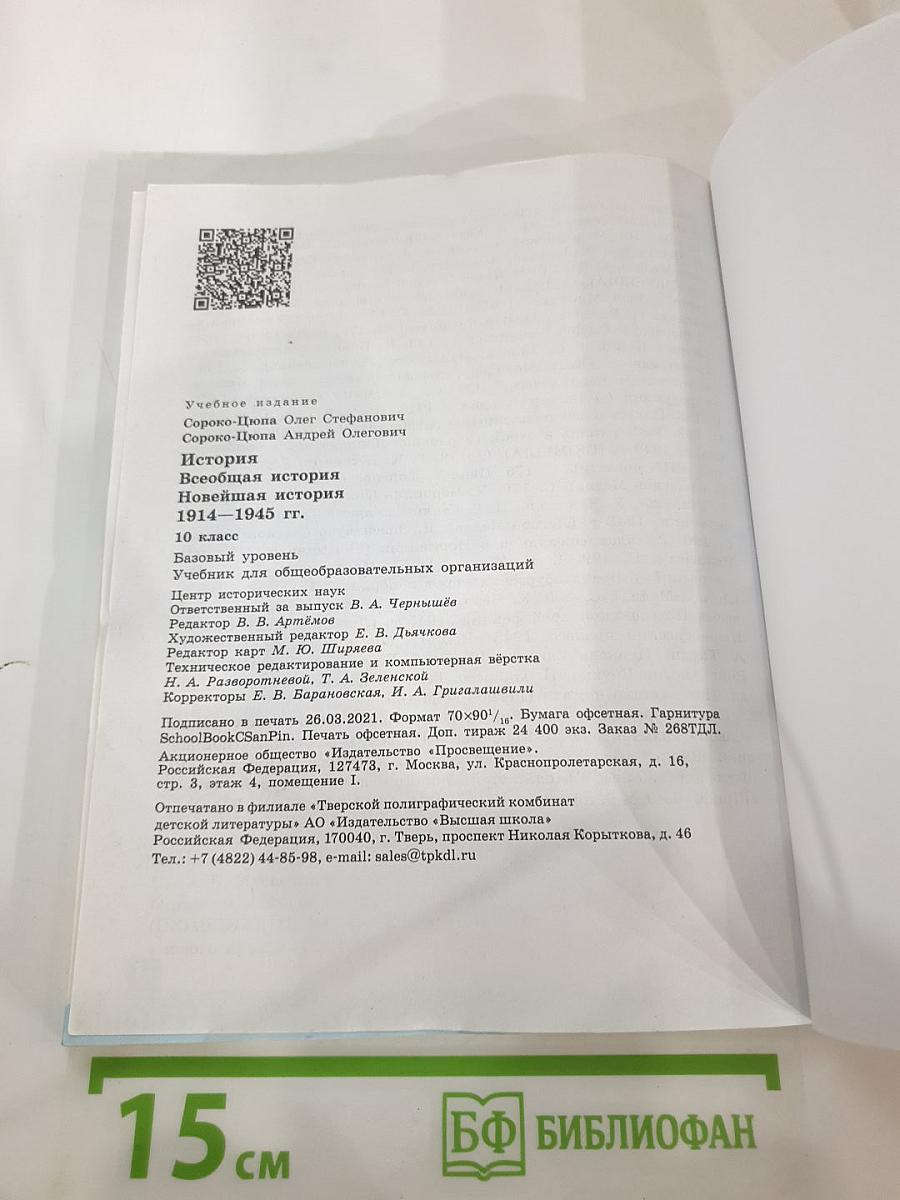 Учебное издание
Сороко-Цюпа Олег Стефанович
Сороко-Цюпа Андрей Олегович
История
Всеобщая история
Новейшая история
1914—1945 гг.
10 класс
Базовый уровень
Учебник для общеобразовательных организаций
Центр исторических наук
Ответственный за выпуск В. А. Чернышёв
Редактор В. В. Артёмов
Художественный редактор Е. В. Дьячкова
Редактор карт М. Ю. Ширяева
Техническое редактирование и компьютерная вёрстка
Н. А. Разворотневой, Т. А. Зеленской
Корректоры Е. В. Барановская, И. А. Григалашвили
Подписано в печать 26.03.2021. Формат 70×90¹/₁₆. Бумага офсетная. Гарнитура
SchoolBookCSanPin. Печать офсетная. Доп. тираж 24 400 экз. Заказ № 268ТДЛ.
Акционерное общество «Издательство «Просвещение».
Российская Федерация, 127473, г. Москва, ул. Краснопролетарская, д. 16,
стр. 3, этаж 4, помещение I.
Отпечатано в филиале «Тверской полиграфический комбинат
детской литературы» АО «Издательство «Высшая школа»
Российская Федерация, 170040, г. Тверь, проспект Николая Корыткова, д. 46
Тел.: +7 (4822) 44-85-98, e-mail: sales@tpkdl.ru
15 см
БФ БИБЛИОФАН